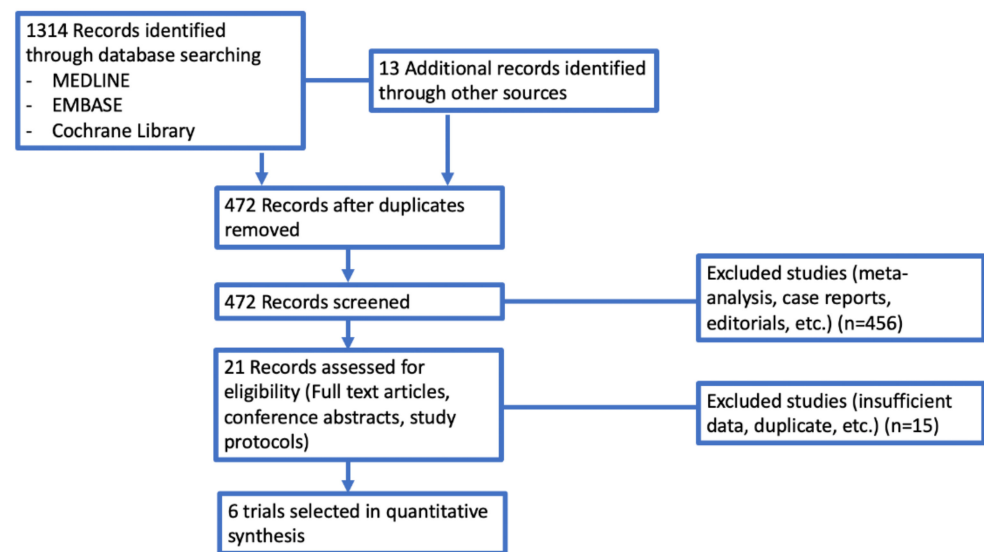 1314 Records identified
through database searching
- MEDLINE
- EMBASE
- Cochrane Library
13 Additional records identified
through other sources
472 Records after duplicates
removed
472 Records screened
Excluded studies (meta-
analysis, case reports,
editorials, etc.) (n=456)
21 Records assessed for
eligibility (Full text articles,
conference abstracts, study
protocols)
Excluded studies (insufficient
data, duplicate, etc.) (n=15)
6 trials selected in quantitative
synthesis